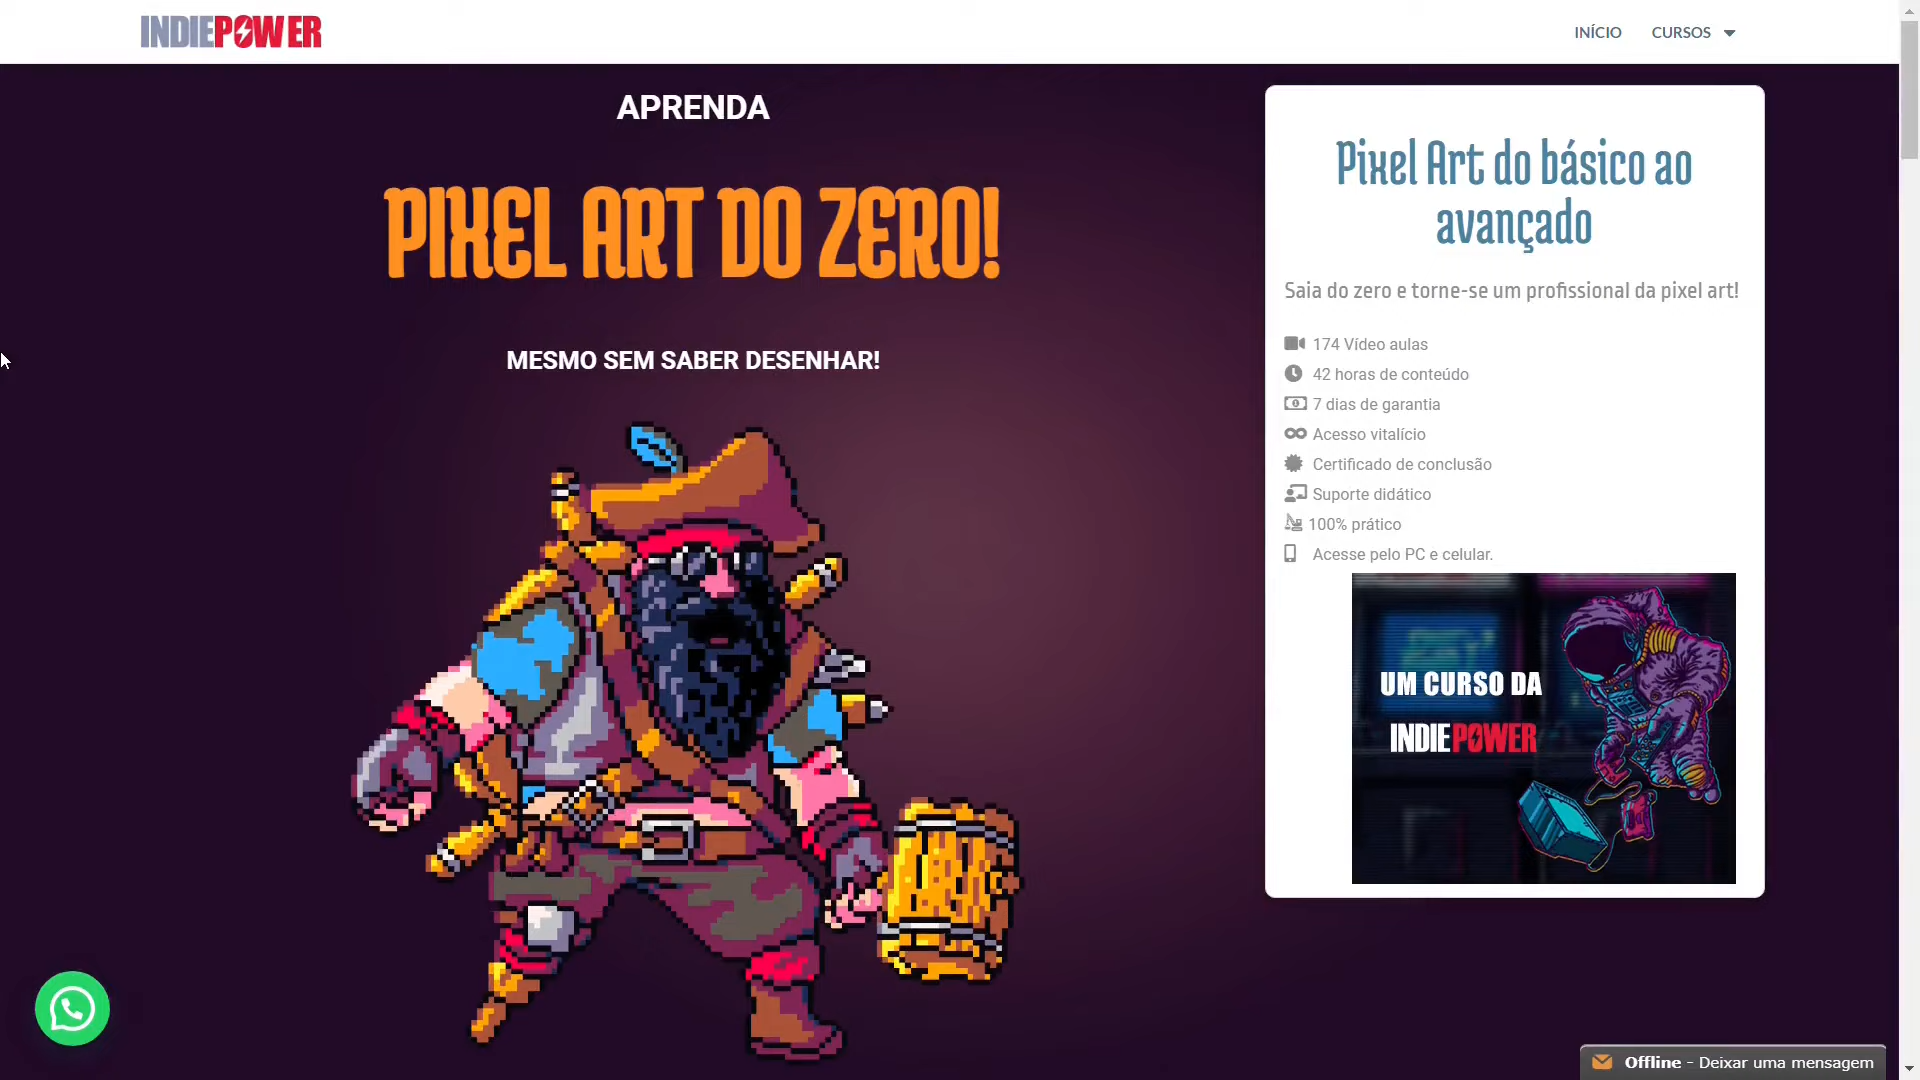 INDIEPOWER
INÍCIO
CURSOS
APRENDA
PIXEL ART DO ZERO!
MESMO SEM SABER DESENHAR!
Pixel Art do básico ao
avançado
Saia do zero e torne-se um profissional da pixel art!
174 Vídeo aulas
42 horas de conteúdo
7 dias de garantia
Acesso vitalício
Certificado de conclusão
Suporte didático
100% prático
Acesse pelo PC e celular.
UM CURSO DA
INDIEPOWER
Offline - Deixar uma mensagem